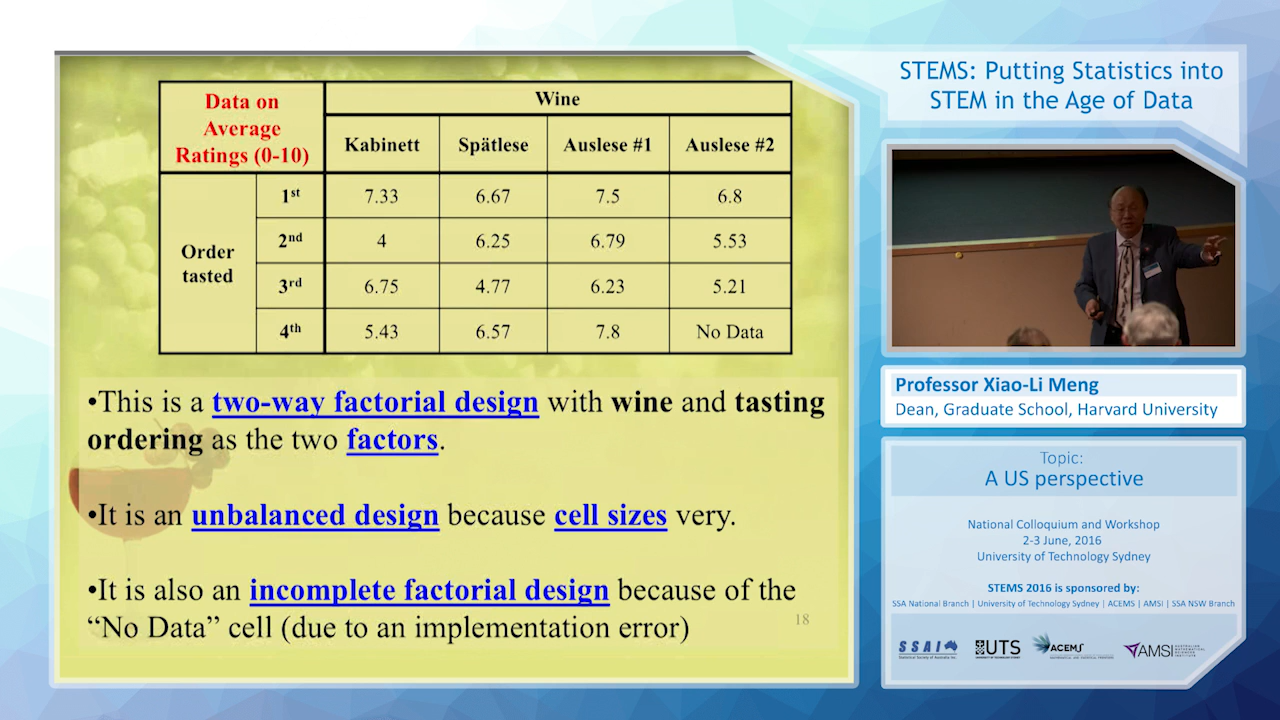 Data on
Average
Ratings (0-10)
Wine
Kabinett Spätlese Auslese #1 Auslese #2
Order
tasted
1st 7.33 6.67 7.5 6.8
2nd 4 6.25 6.79 5.53
3rd 6.75 4.77 6.23 5.21
4th 5.43 6.57 7.8 No Data
•This is a two-way factorial design with wine and tasting
ordering as the two factors.
•It is an unbalanced design because cell sizes very.
•It is also an incomplete factorial design because of the
“No Data” cell (due to an implementation error)
18
STEMS: Putting Statistics into
STEM in the Age of Data
Professor Xiao-Li Meng
Dean, Graduate School, Harvard University
Topic:
A US perspective
National Colloquium and Workshop
2-3 June, 2016
University of Technology Sydney
STEMS 2016 is sponsored by:
SSA National Branch | University of Technology Sydney | ACEMS | AMSI | SSA NSW Branch
SSAI
UTS
ACEMS
AMSI